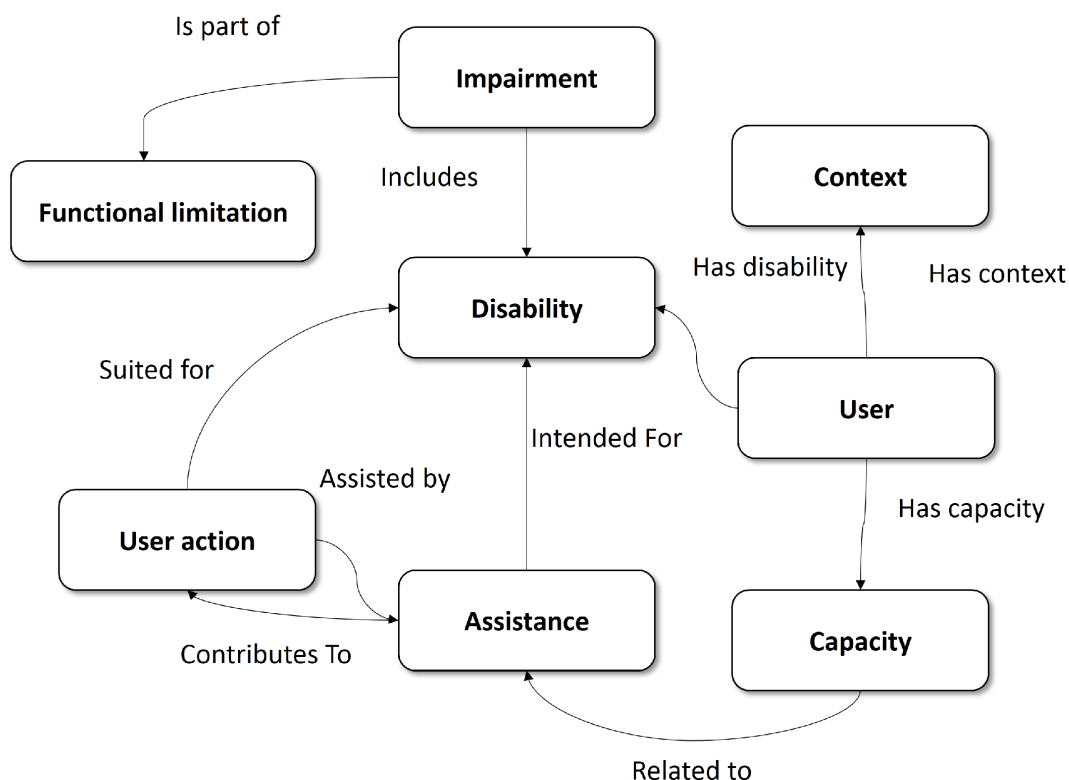 Is part of
Impairment
Includes
Context
Functional limitation
Has disability
Has context
Disability
Suited for
User
Intended For
Assisted by
Has capacity
User action
Assistance
Capacity
Contributes To
Related to